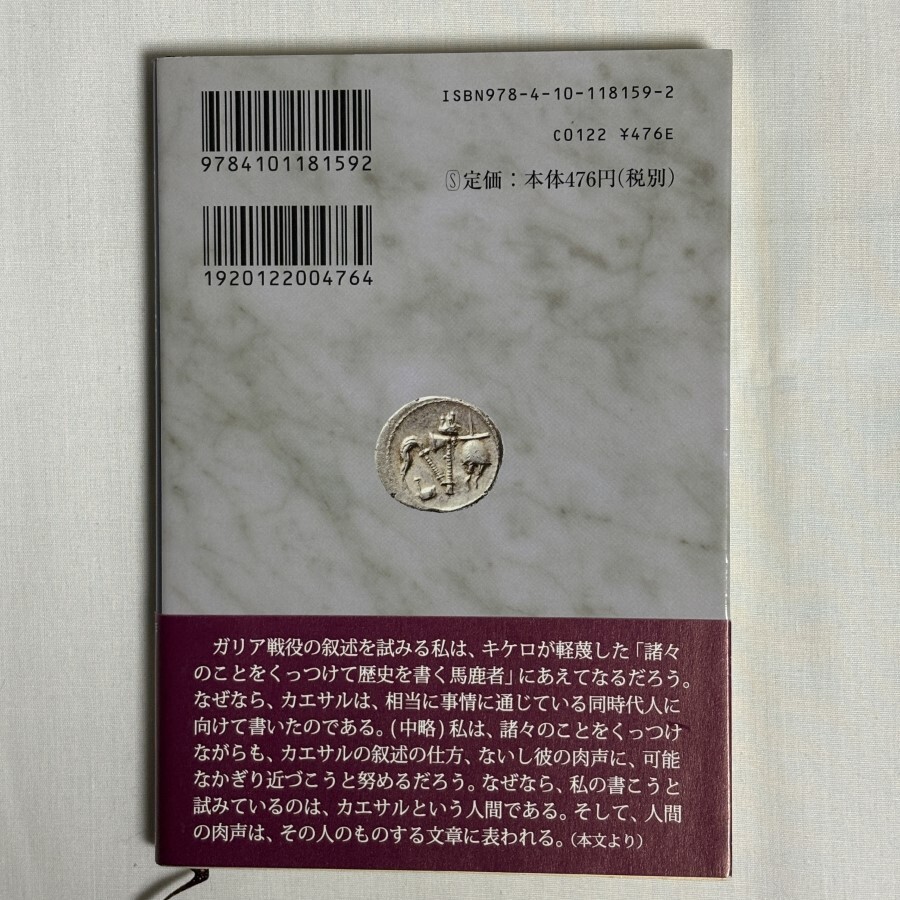 ISBN978-4-10-118159-2
C0122 ¥476E
Ⓢ定価：本体476円(税別)
9784101181592
1920122004764
ガリア戦役の叙述を試みる私は、キケロが軽蔑した「諸々
のことをくっつけて歴史を書く馬鹿者」にあえてなるだろう。
なぜなら、カエサルは、相当に事情に通じている同時代人に
向けて書いたのである。(中略)私は、諸々のことをくっつけ
ながらも、カエサルの叙述の仕方、ないし彼の肉声に、可能
なかぎり近づこうと努めるだろう。なぜなら、私の書こうと
試みているのは、カエサルという人間である。そして、人間
の肉声は、その人のものする文章に表われる。(本文より)